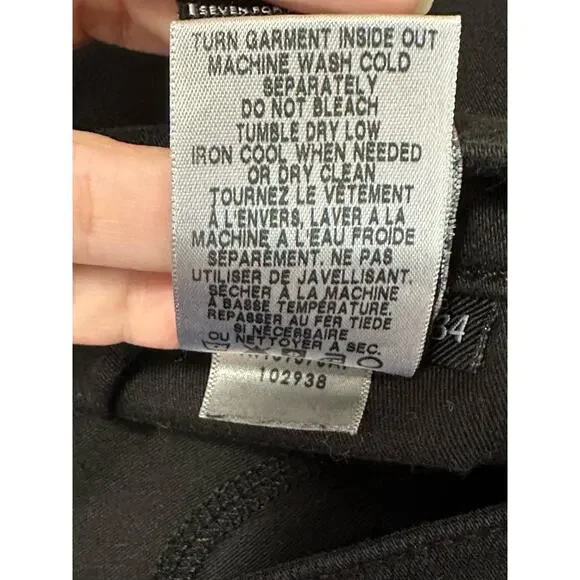 SEVEN FOR
TURN GARMENT INSIDE OUT
MACHINE WASH COLD
SEPARATELY
DO NOT BLEACH
TUMBLE DRY LOW
IRON COOL WHEN NEEDED
OR DRY CLEAN
TOURNEZ LE VÊTEMENT
À L'ENVERS, LAVER A LA
MACHINE A L'EAU FROIDE
SÉPARÉMENT. NE PAS
UTILISER DE JAVELLISANT.
SÉCHER A LA MACHINE
A BASSE TEMPÉRATURE.
REPASSER AU FER TIEDE
SI NÉCESSAIRE
OU NETTOYER A SEC.
34
102938